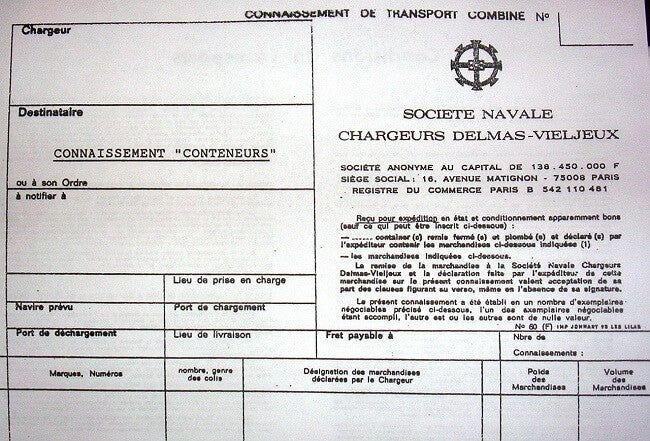 CONNAISSEMENT DE TRANSPORT COMBINE No
Chargeur
Destinataire
CONNAISSEMENT "CONTENEURS"
ou à son Ordre
à notifier à
Lieu de prise en charge
Navire prévu
Port de chargement
Port de déchargement
Lieu de livraison
SOCIETE NAVALE
CHARGEURS DELMAS-VIELJEUX
SOCIÉTÉ ANONYME AU CAPITAL DE 138.450.000 F
SIÈGE SOCIAL: 16, AVENUE MATIGNON - 75008 PARIS
REGISTRE DU COMMERCE PARIS B 542 110 481
Reçu pour expédition en état et conditionnement apparemment bons
(sauf ce qui peut être inscrit ci-dessous) :
— ...... container(s) remis fermé(s) et plombé(s) et déclaré(s) par
l'expéditeur contenir les marchandises ci-dessous indiquées (1)
— les marchandises indiquées ci-dessous.
La remise de la marchandise à la Société Navale Chargeurs
Delmas-Vieljeux et la déclaration faite par l'expéditeur de cette
marchandise sur le présent connaissement valent acceptation de sa
part des clauses figurant au verso, même en l'absence de sa signature.
Le présent connaissement a été établi en un nombre d'exemplaires
négociables précisé ci-dessous, l'un des exemplaires négociables
étant accompli, l'autre est ou les autres sont de nulle valeur.
No 60 (F) IMP JOHWART 93 LES LILAS
Fret payable à
Nbre de
Connaissements :
Marques, Numéros
nombre, genre
des colis
Désignation des marchandises
déclarées par le Chargeur
Poids
des
Marchandises
Volume
des
Marchandises